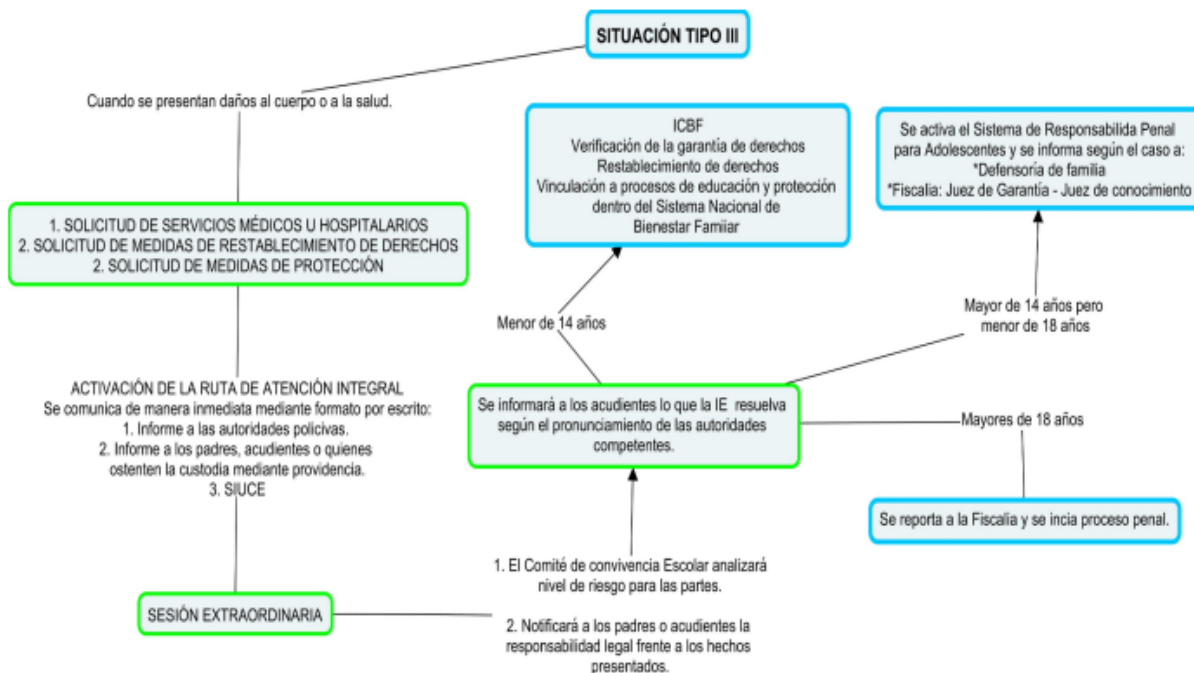 SITUACIÓN TIPO III
Cuando se presentan daños al cuerpo o a la salud.
1. SOLICITUD DE SERVICIOS MÉDICOS U HOSPITALARIOS
2. SOLICITUD DE MEDIDAS DE RESTABLECIMIENTO DE DERECHOS
2. SOLICITUD DE MEDIDAS DE PROTECCIÓN
ACTIVACIÓN DE LA RUTA DE ATENCIÓN INTEGRAL
Se comunica de manera inmediata mediante formato por escrito:
1. Informe a las autoridades policivas.
2. Informe a los padres, acudientes o quienes
ostenten la custodia mediante providencia.
3. SIUCE
SESIÓN EXTRAORDINARIA
1. El Comité de convivencia Escolar analizará
nivel de riesgo para las partes.
2. Notificará a los padres o acudientes la
responsabilidad legal frente a los hechos
presentados.
Se informará a los acudientes lo que la IE resuelva
según el pronunciamiento de las autoridades
competentes.
Menor de 14 años
ICBF
Verificación de la garantía de derechos
Restablecimiento de derechos
Vinculación a procesos de educación y protección
dentro del Sistema Nacional de
Bienestar Famiiar
Mayor de 14 años pero
menor de 18 años
Se activa el Sistema de Responsabilida Penal
para Adolescentes y se informa según el caso a:
*Defensoría de familia
*Fiscalia: Juez de Garantía - Juez de conocimiento
Mayores de 18 años
Se reporta a la Fiscalia y se incia proceso penal.